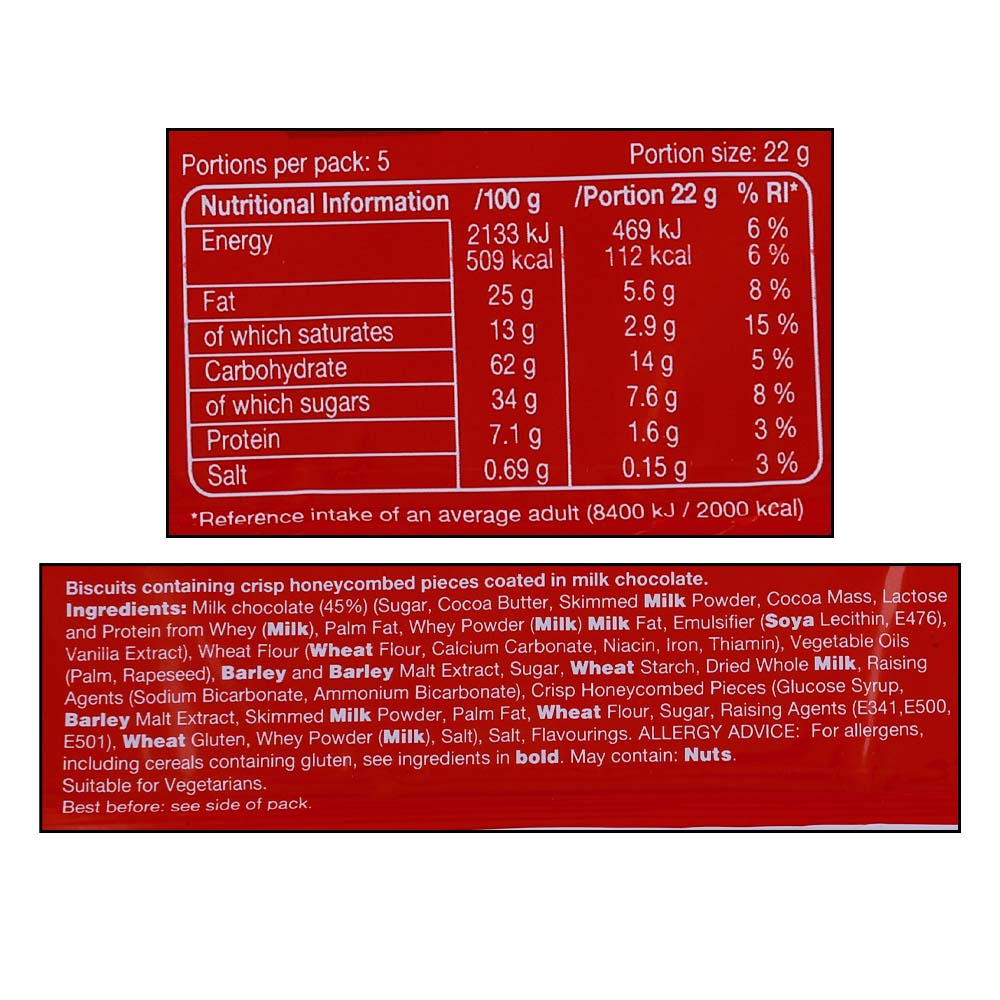 Portions per pack: 5 Portion size: 22 g
Nutritional Information /100 g /Portion 22 g % RI*
Energy 2133 kJ 469 kJ 6 %
509 kcal 112 kcal 6 %
Fat 25 g 5.6 g 8 %
of which saturates 13 g 2.9 g 15 %
Carbohydrate 62 g 14 g 5 %
of which sugars 34 g 7.6 g 8 %
Protein 7.1 g 1.6 g 3 %
Salt 0.69 g 0.15 g 3 %
*Reference intake of an average adult (8400 kJ / 2000 kcal)
Biscuits containing crisp honeycombed pieces coated in milk chocolate.
Ingredients: Milk chocolate (45%) (Sugar, Cocoa Butter, Skimmed Milk Powder, Cocoa Mass, Lactose
and Protein from Whey (Milk), Palm Fat, Whey Powder (Milk) Milk Fat, Emulsifier (Soya Lecithin, E476),
Vanilla Extract), Wheat Flour (Wheat Flour, Calcium Carbonate, Niacin, Iron, Thiamin), Vegetable Oils
(Palm, Rapeseed), Barley and Barley Malt Extract, Sugar, Wheat Starch, Dried Whole Milk, Raising
Agents (Sodium Bicarbonate, Ammonium Bicarbonate), Crisp Honeycombed Pieces (Glucose Syrup,
Barley Malt Extract, Skimmed Milk Powder, Palm Fat, Wheat Flour, Sugar, Raising Agents (E341,E500,
E501), Wheat Gluten, Whey Powder (Milk), Salt), Salt, Flavourings. ALLERGY ADVICE: For allergens,
including cereals containing gluten, see ingredients in bold. May contain: Nuts.
Suitable for Vegetarians.
Best before: see side of pack.